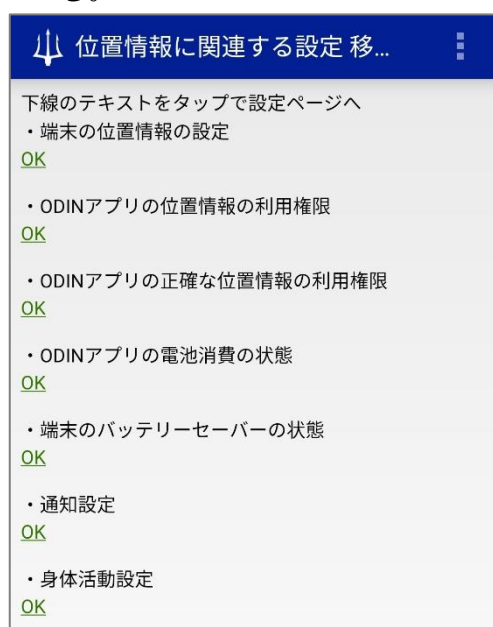 る。
位置情報に関連する設定 移...
下線のテキストをタップで設定ページへ
・端末の位置情報の設定
OK
・ODINアプリの位置情報の利用権限
OK
・ODINアプリの正確な位置情報の利用権限
OK
・ODINアプリの電池消費の状態
OK
・端末のバッテリーセーバーの状態
OK
・通知設定
OK
・身体活動設定
OK